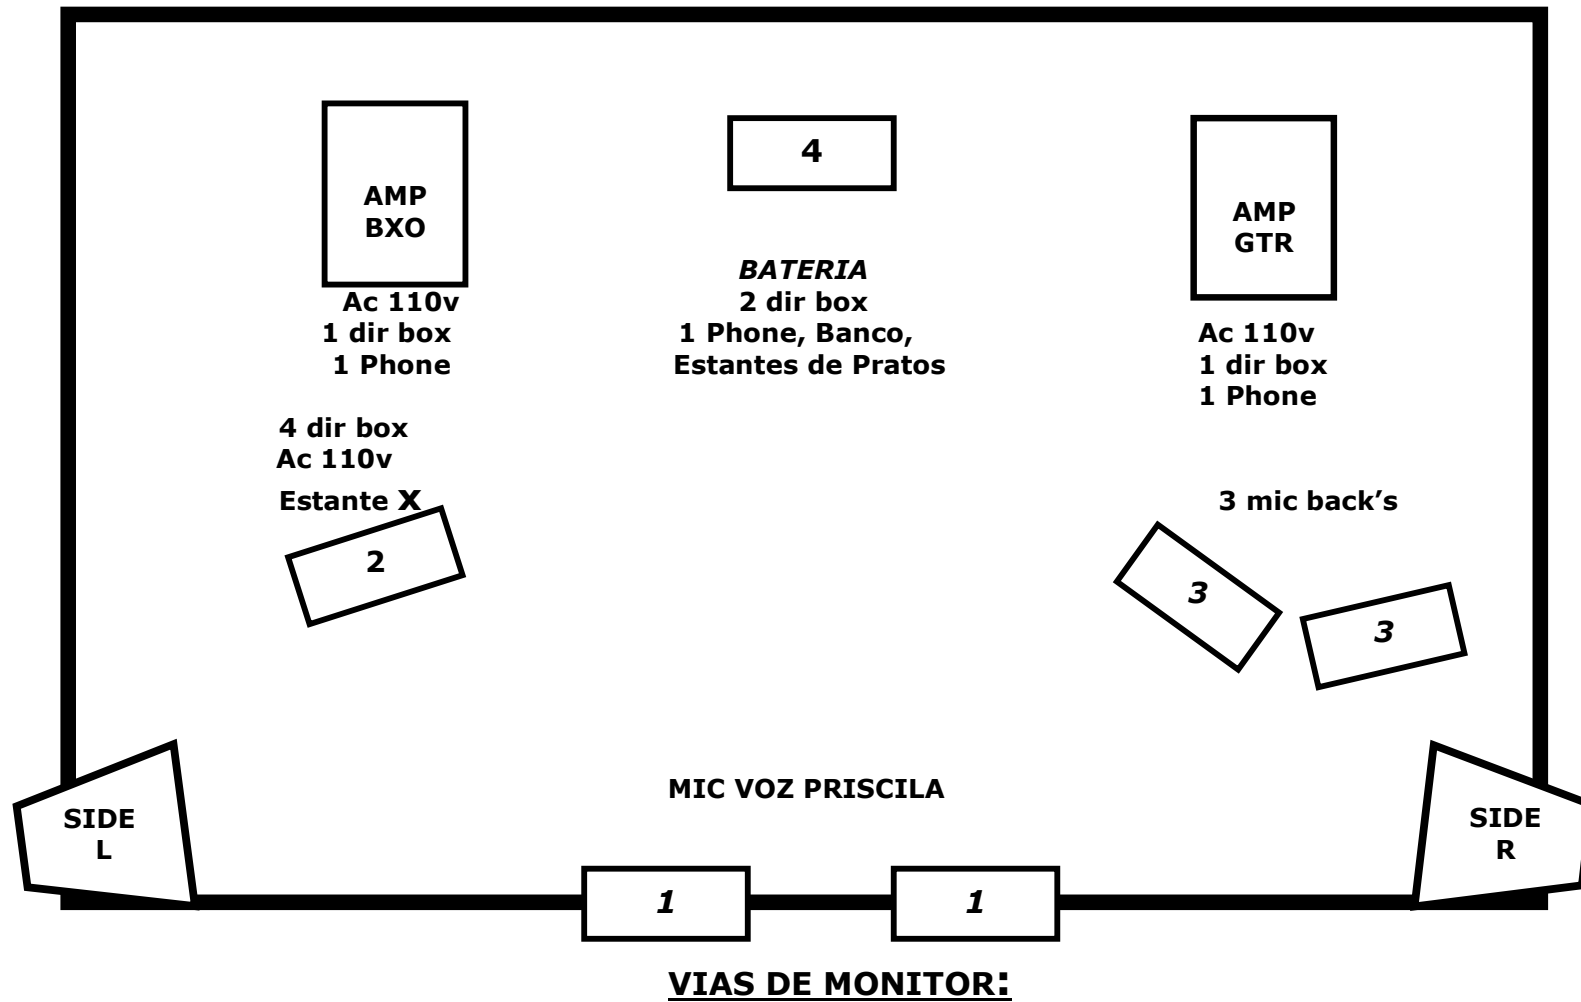 4
AMP
BXO
AMP
GTR
BATERIA
2 dir box
1 Phone, Banco,
Estantes de Pratos
Ac 110v
1 dir box
1 Phone
Ac 110v
1 dir box
1 Phone
4 dir box
Ac 110v
Estante X
2
3 mic back’s
3
3
MIC VOZ PRISCILA
SIDE
L
SIDE
R
1
1
VIAS DE MONITOR: